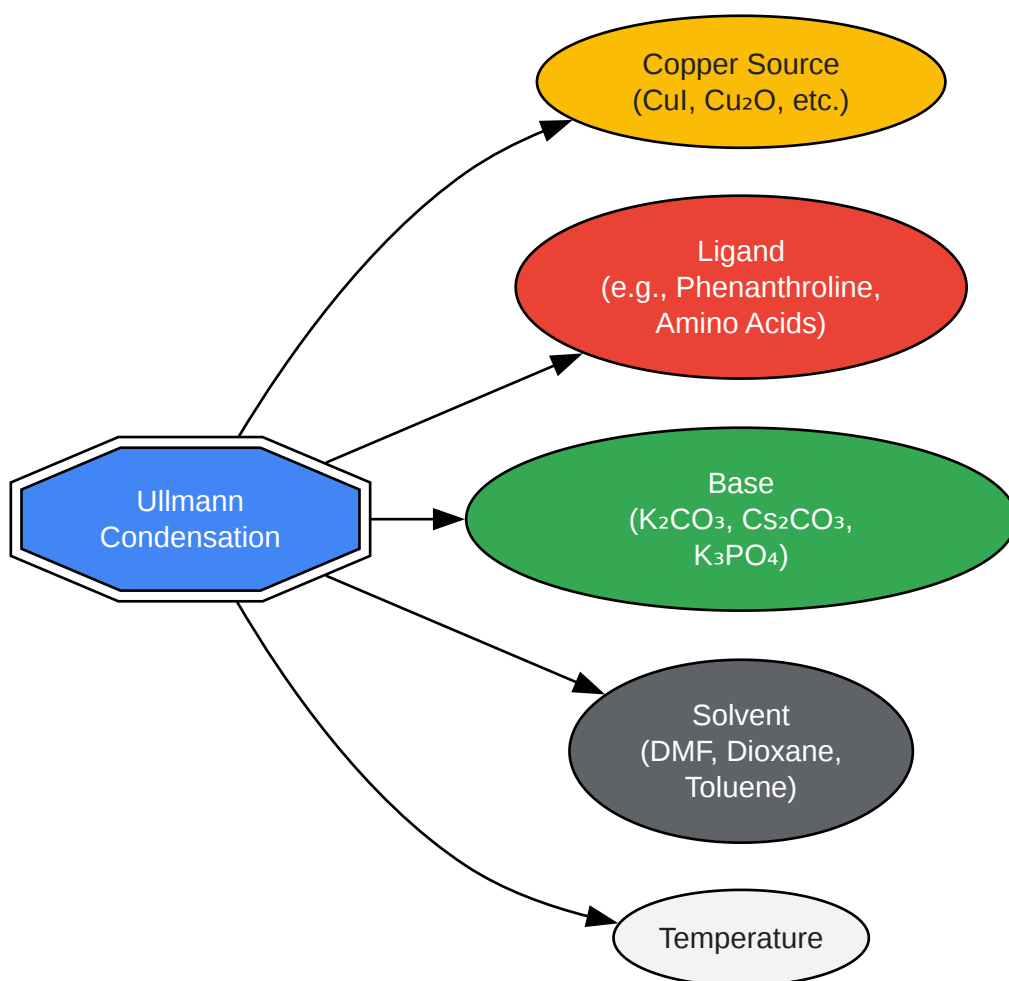 Copper Source
(CuI, Cu₂O, etc.)
Ligand
(e.g., Phenanthroline,
Amino Acids)
Ullmann
Condensation
Base
(K₂CO₃, Cs₂CO₃,
K₃PO₄)
Solvent
(DMF, Dioxane,
Toluene)
Temperature